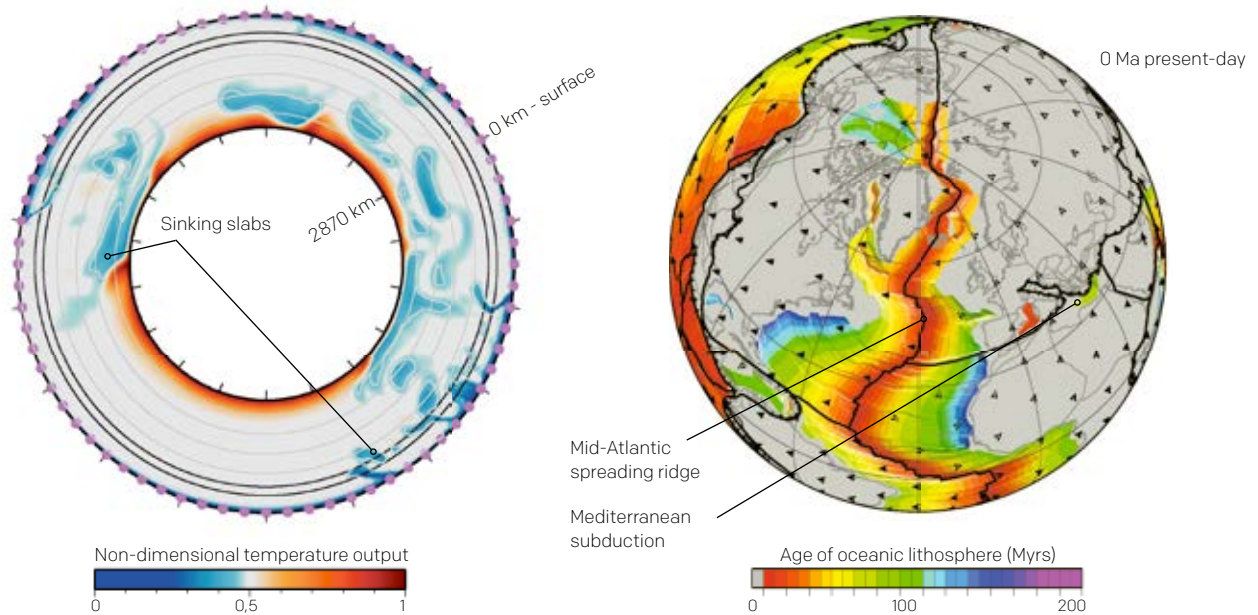 0 km - surface
2870 km
Sinking slabs
Non-dimensional temperature output
0
0,5
1
0 Ma present-day
Mid-Atlantic
spreading ridge
Mediterranean
subduction
Age of oceanic lithosphere (Myrs)
0
100
200